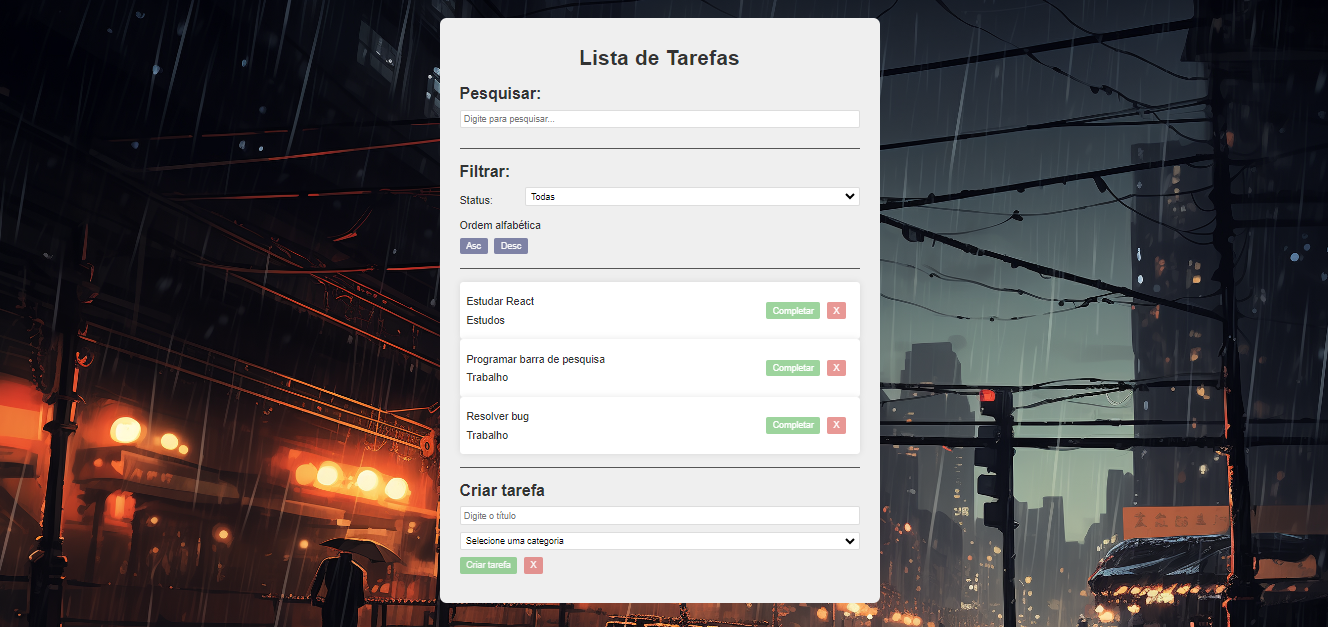 Lista de Tarefas
Pesquisar:
Digite para pesquisar...
Filtrar:
Status: Todas
Ordem alfabética
Asc Desc
Estudar React
Estudos
Completar X
Programar barra de pesquisa
Trabalho
Completar X
Resolver bug
Trabalho
Completar X
Criar tarefa
Digite o título
Selecione uma categoria
Criar tarefa X